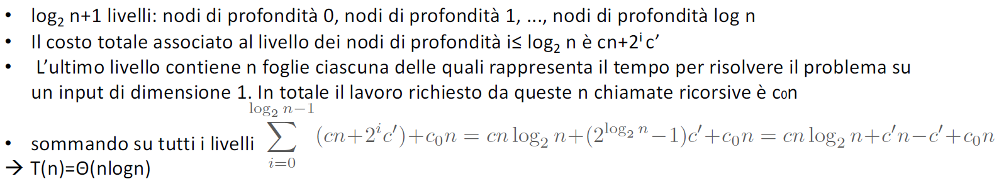 • log₂ n+1 livelli: nodi di profondità 0, nodi di profondità 1, ..., nodi di profondità log n
• Il costo totale associato al livello dei nodi di profondità i≤ log₂ n è cn+2ⁱ c’
• L’ultimo livello contiene n foglie ciascuna delle quali rappresenta il tempo per risolvere il problema su
un input di dimensione 1. In totale il lavoro richiesto da queste n chiamate ricorsive è c₀n
• sommando su tutti i livelli $\sum_{i=0}^{\log_2 n-1} (cn+2^i c')+c_0n = cn\log_2 n+(2^{\log_2 n}-1)c'+c_0n = cn\log_2 n+c'n-c'+c_0n$
→ T(n)=Θ(nlogn)